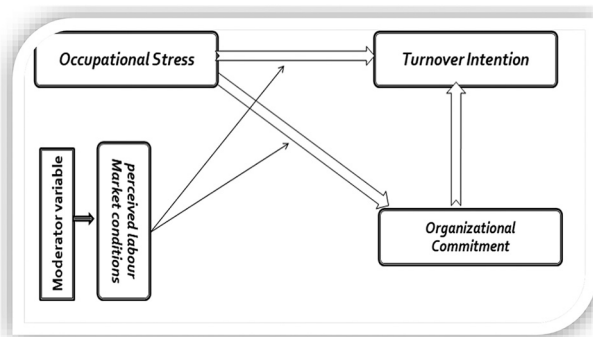 Occupational Stress
Turnover Intention
Moderator variable
perceived labour
Market conditions
Organizational
Commitment